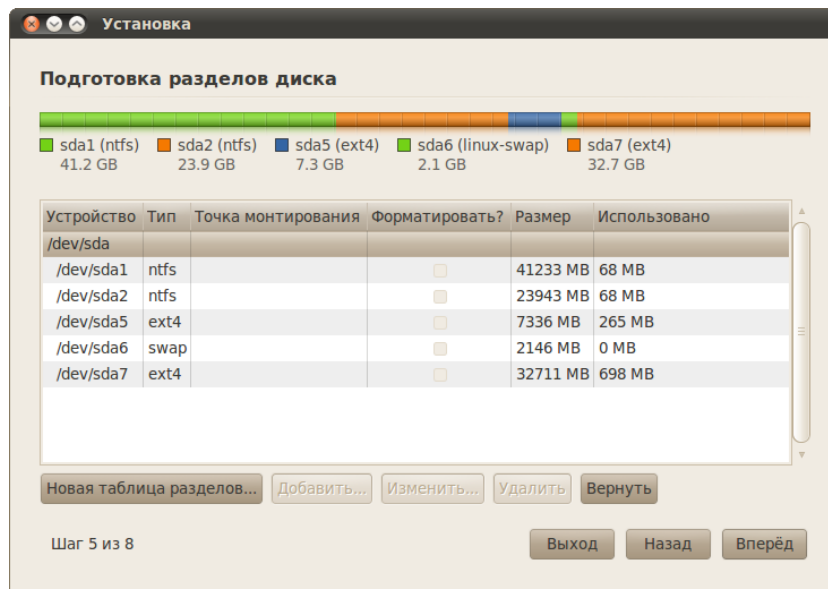 Установка
Подготовка разделов диска
sda1 (ntfs) sda2 (ntfs) sda5 (ext4) sda6 (linux-swap) sda7 (ext4)
41.2 GB 23.9 GB 7.3 GB 2.1 GB 32.7 GB
Устройство Тип Точка монтирования Форматировать? Размер Использовано
/dev/sda
/dev/sda1 ntfs 41233 MB 68 MB
/dev/sda2 ntfs 23943 MB 68 MB
/dev/sda5 ext4 7336 MB 265 MB
/dev/sda6 swap 2146 MB 0 MB
/dev/sda7 ext4 32711 MB 698 MB
Новая таблица разделов... Добавить... Изменить... Удалить Вернуть
Шаг 5 из 8 Выход Назад Вперёд